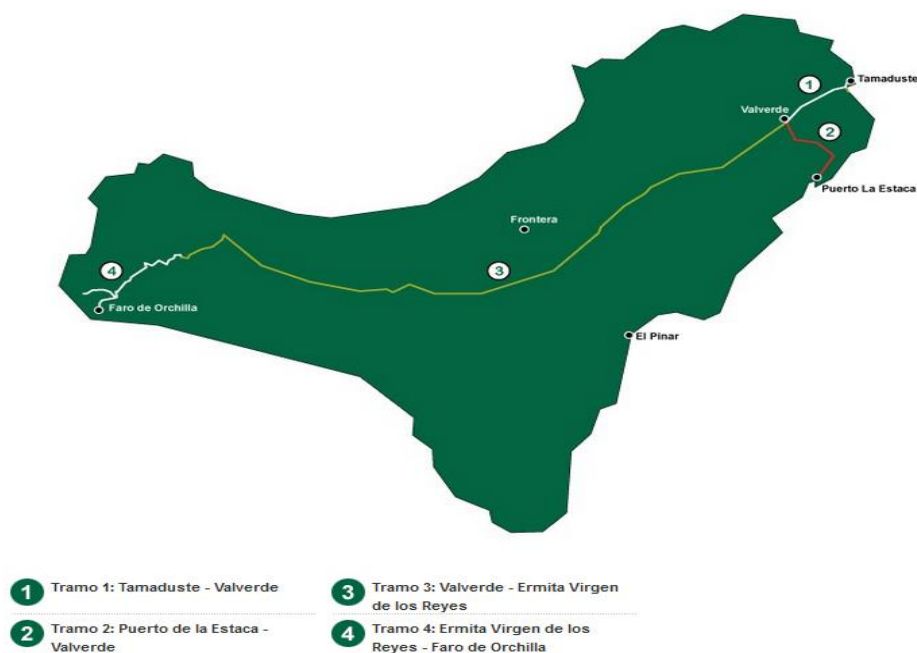 1
Tamaduste
Valverde
2
Puerto La Estaca
Frontera
4
3
Faro de Orchilla
El Pinar
1 Tramo 1: Tamaduste - Valverde
2 Tramo 2: Puerto de la Estaca -
Valverde
3 Tramo 3: Valverde - Ermita Virgen
de los Reyes
4 Tramo 4: Ermita Virgen de los
Reyes - Faro de Orchilla